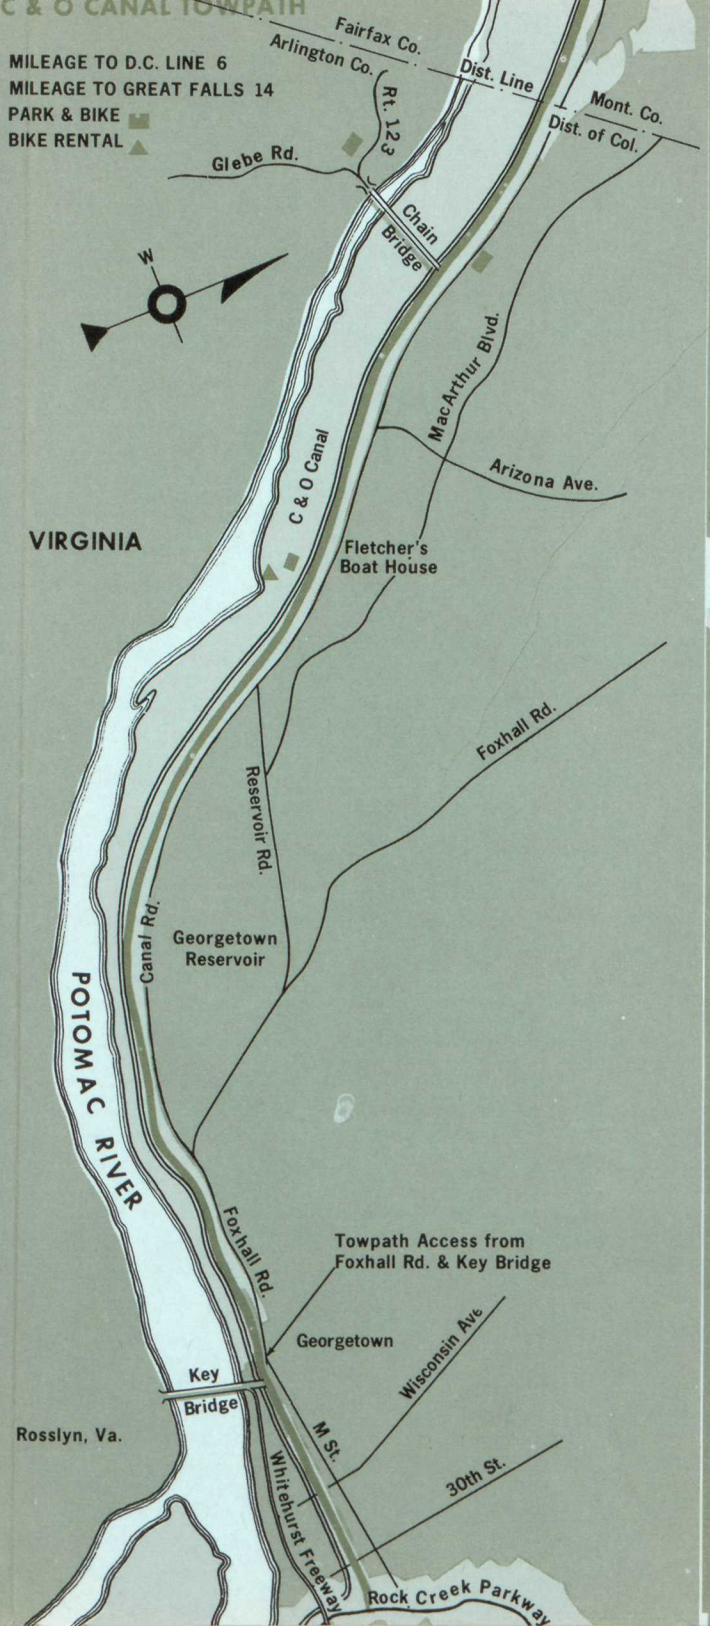 C & O CANAL TOWPATH
MILEAGE TO D.C. LINE 6
MILEAGE TO GREAT FALLS 14
PARK & BIKE
BIKE RENTAL
Fairfax Co.
Arlington Co.
Dist. Line
Mont. Co.
Dist. of Col.
Rt. 123
Glebe Rd.
Chain
Bridge
W
MacArthur Blvd.
C & O Canal
Arizona Ave.
VIRGINIA
Fletcher's
Boat House
Foxhall Rd.
Reservoir Rd.
Canal Rd.
Georgetown
Reservoir
POTOMAC RIVER
Foxhall Rd.
Towpath Access from
Foxhall Rd. & Key Bridge
Georgetown
Wisconsin Ave
Key
Bridge
Rosslyn, Va.
M St.
30th St.
Whitehurst Freeway
Rock Creek Parkway